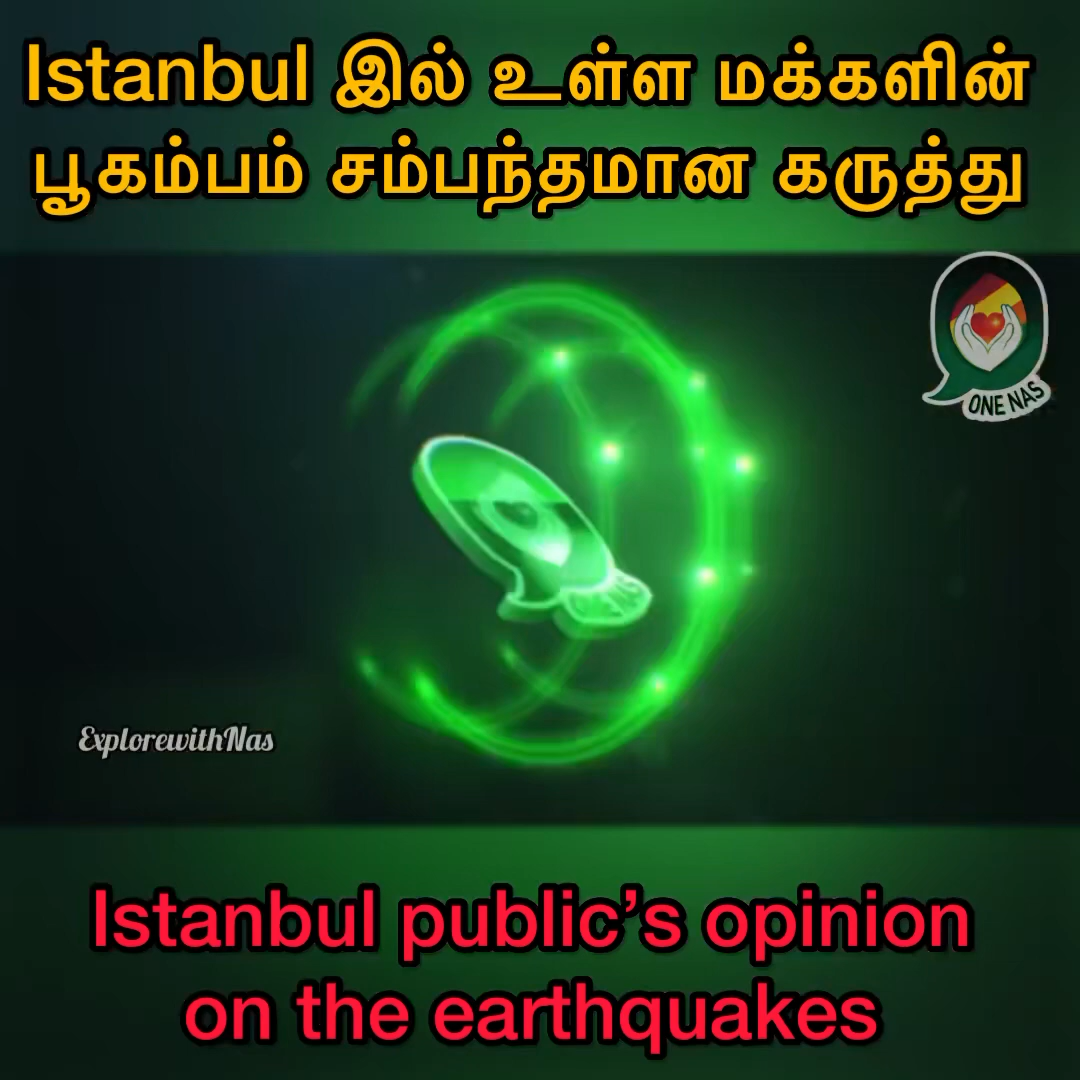 Istanbul இல் உள்ள மக்களின்
பூகம்பம் சம்பந்தமான கருத்து
ONE NAS
ExplorewithNas
Istanbul public’s opinion
on the earthquakes